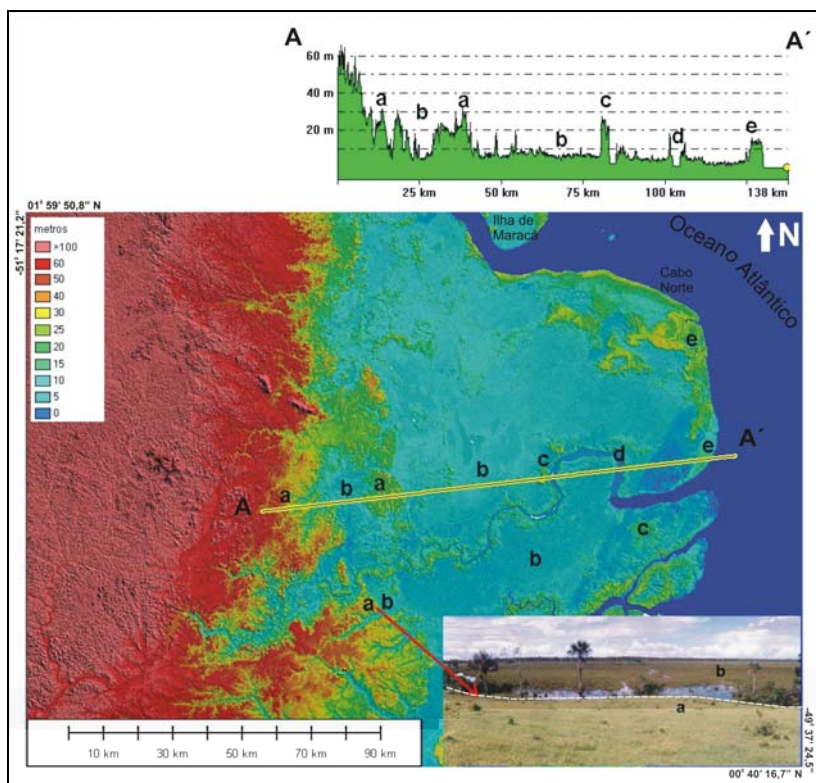 A A´
60 m
40 m
20 m
a b a b c d e
25 km 50 km 75 km 100 km 138 km
01° 59´ 50,8" N
-51° 17´ 21,2"
metros
>100
60
50
40
30
25
20
15
10
5
0
Ilha de
Maracá
N
Oceano Atlântico
Cabo
Norte
e
A a b a b c d e A´
b c
a b
b
a
10 km 30 km 50 km 70 km 90 km
-49° 37´ 24,5"
00° 40´ 16,7" N